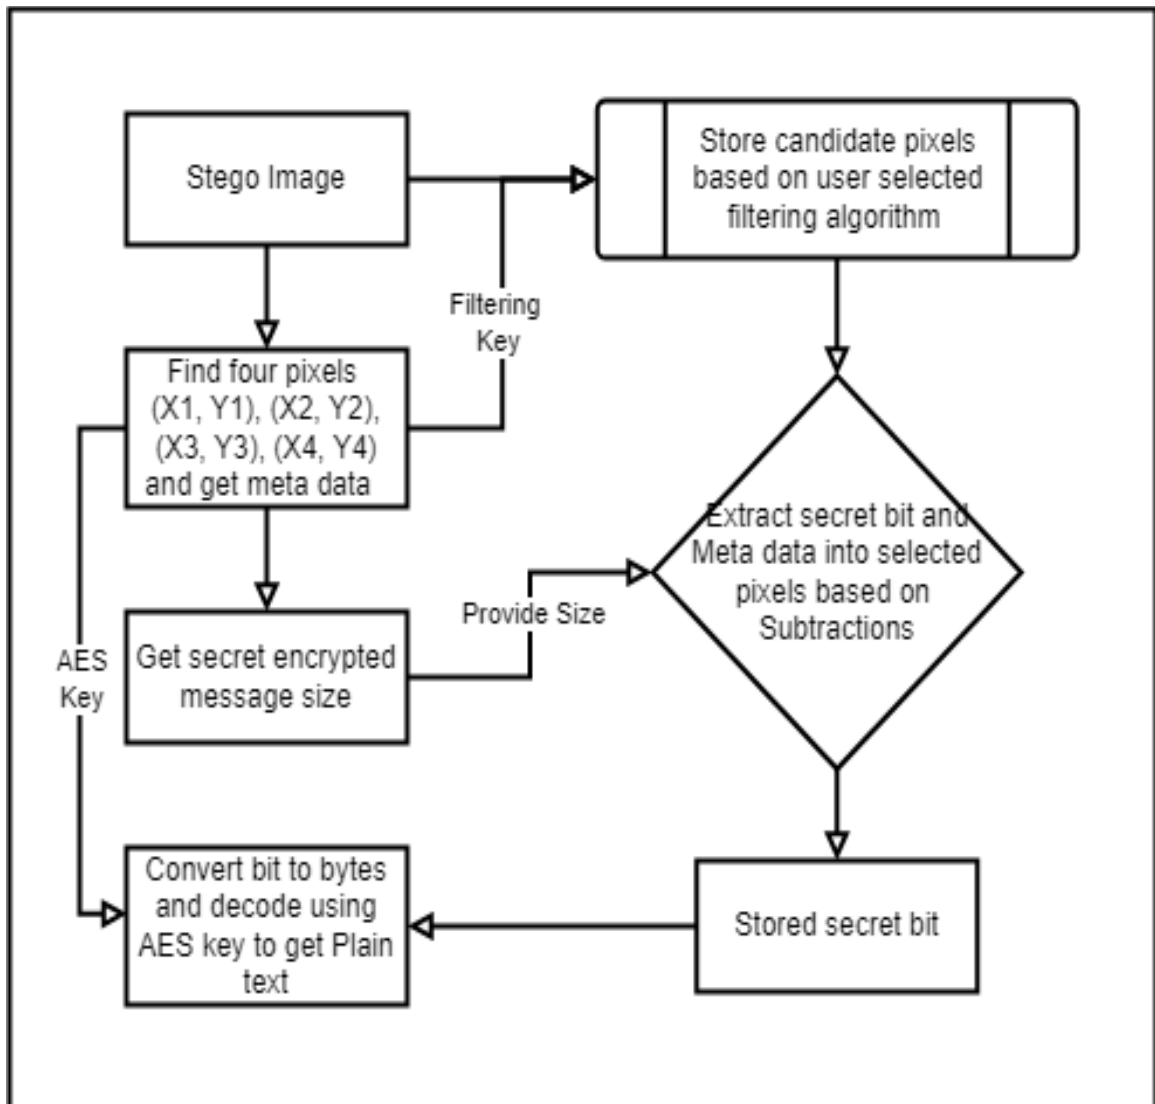 Stego Image
Store candidate pixels
based on user selected
filtering algorithm
Filtering
Key
Find four pixels
(X1, Y1), (X2, Y2),
(X3, Y3), (X4, Y4)
and get meta data
Extract secret bit and
Meta data into selected
pixels based on
Subtractions
Provide Size
AES
Key
Get secret encrypted
message size
Convert bit to bytes
and decode using
AES key to get Plain
text
Stored secret bit